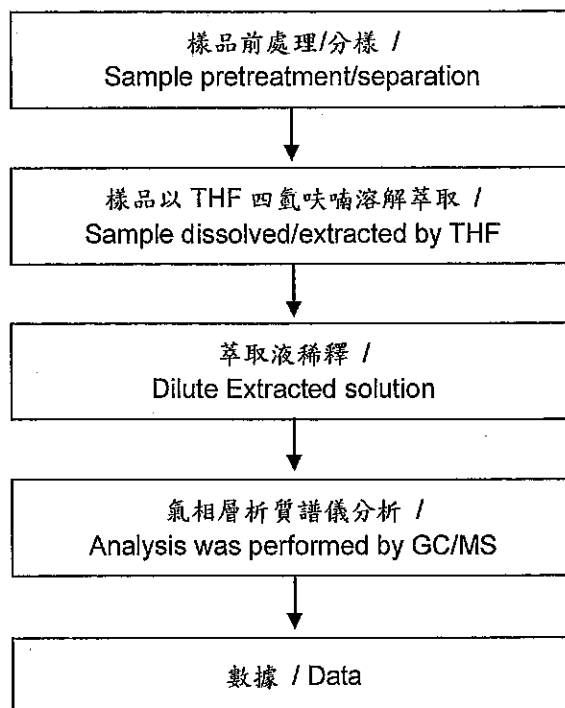 樣品前處理/分樣 /
Sample pretreatment/separation
樣品以 THF 四氫呋喃溶解萃取 /
Sample dissolved/extracted by THF
萃取液稀釋 /
Dilute Extracted solution
氣相層析質譜儀分析 /
Analysis was performed by GC/MS
數據 / Data